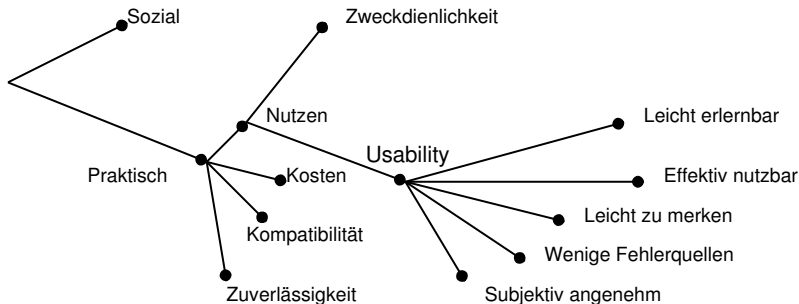 Sozial
Zweckdienlichkeit
Nutzen
Leicht erlernbar
Usability
Praktisch
Kosten
Effektiv nutzbar
Leicht zu merken
Kompatibilität
Wenige Fehlerquellen
Zuverlässigkeit
Subjektiv angenehm